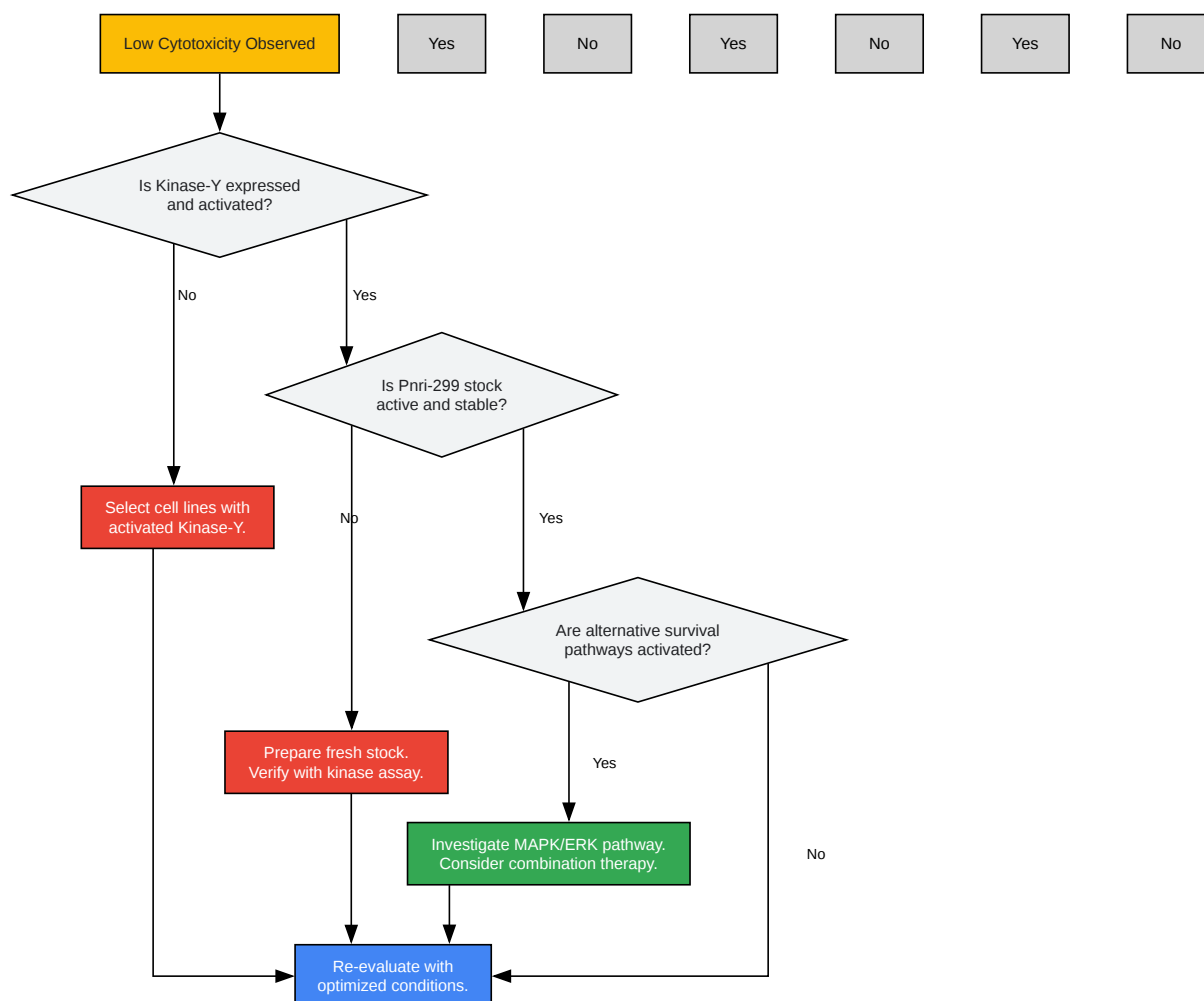 Low Cytotoxicity Observed
Yes
No
Yes
No
Yes
No
Is Kinase-Y expressed
and activated?
No
Yes
Is Pnri-299 stock
active and stable?
Select cell lines with
activated Kinase-Y.
No
Yes
Are alternative survival
pathways activated?
Prepare fresh stock.
Verify with kinase assay.
Yes
Investigate MAPK/ERK pathway.
Consider combination therapy.
No
Re-evaluate with
optimized conditions.